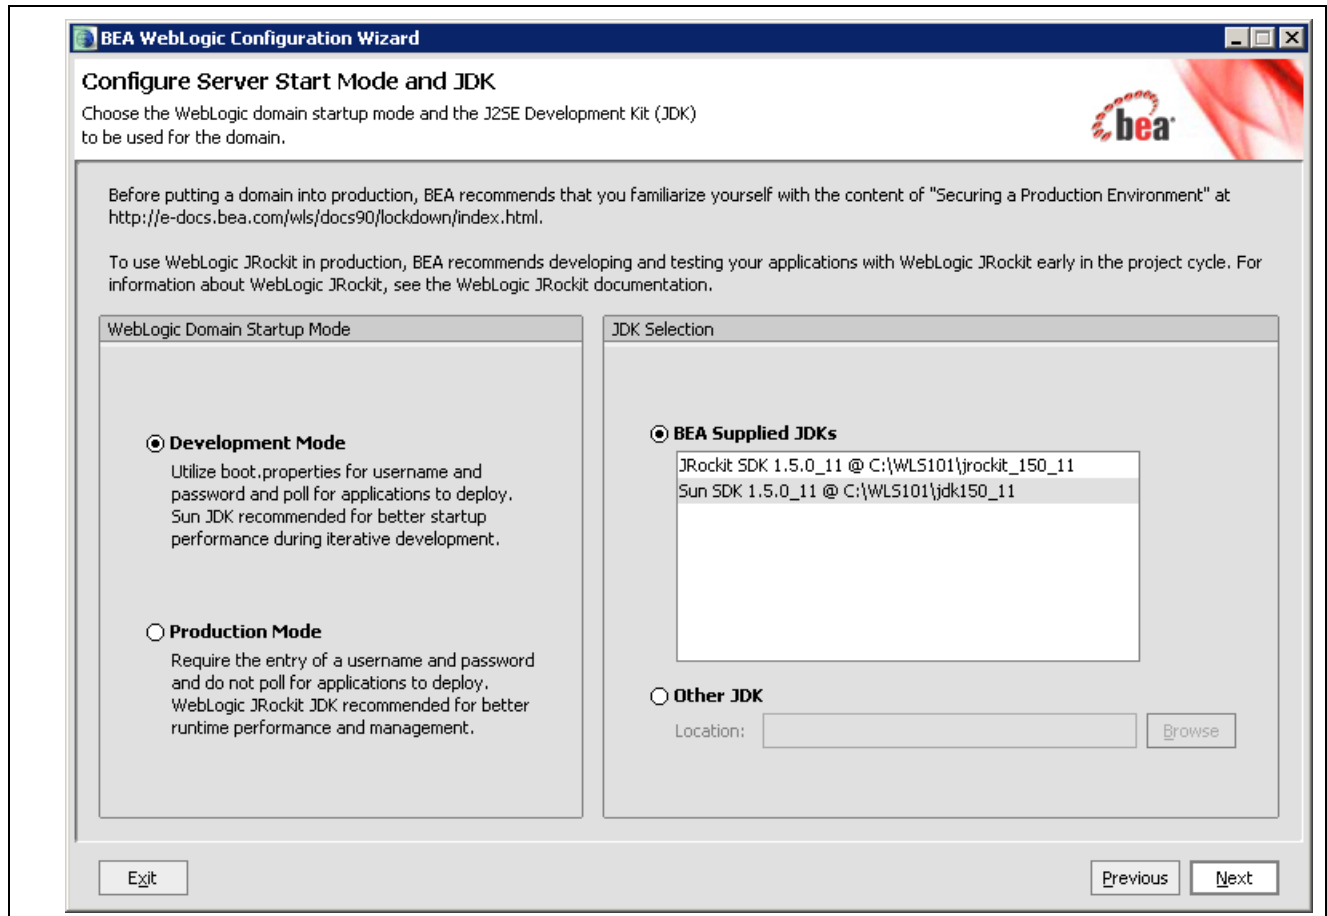 BEA WebLogic Configuration Wizard
Configure Server Start Mode and JDK
Choose the WebLogic domain startup mode and the J2SE Development Kit (JDK)
to be used for the domain.
bea
Before putting a domain into production, BEA recommends that you familiarize yourself with the content of "Securing a Production Environment" at
http://e-docs.bea.com/wls/docs90/lockdown/index.html.
To use WebLogic JRockit in production, BEA recommends developing and testing your applications with WebLogic JRockit early in the project cycle. For
information about WebLogic JRockit, see the WebLogic JRockit documentation.
WebLogic Domain Startup Mode
Development Mode
Utilize boot.properties for username and
password and poll for applications to deploy.
Sun JDK recommended for better startup
performance during iterative development.
Production Mode
Require the entry of a username and password
and do not poll for applications to deploy.
WebLogic JRockit JDK recommended for better
runtime performance and management.
JDK Selection
BEA Supplied JDKs
JRockit SDK 1.5.0_11 @ C:\WLS101\jrockit_150_11
Sun SDK 1.5.0_11 @ C:\WLS101\jdk150_11
Other JDK
Location:
Browse
Exit
Previous
Next